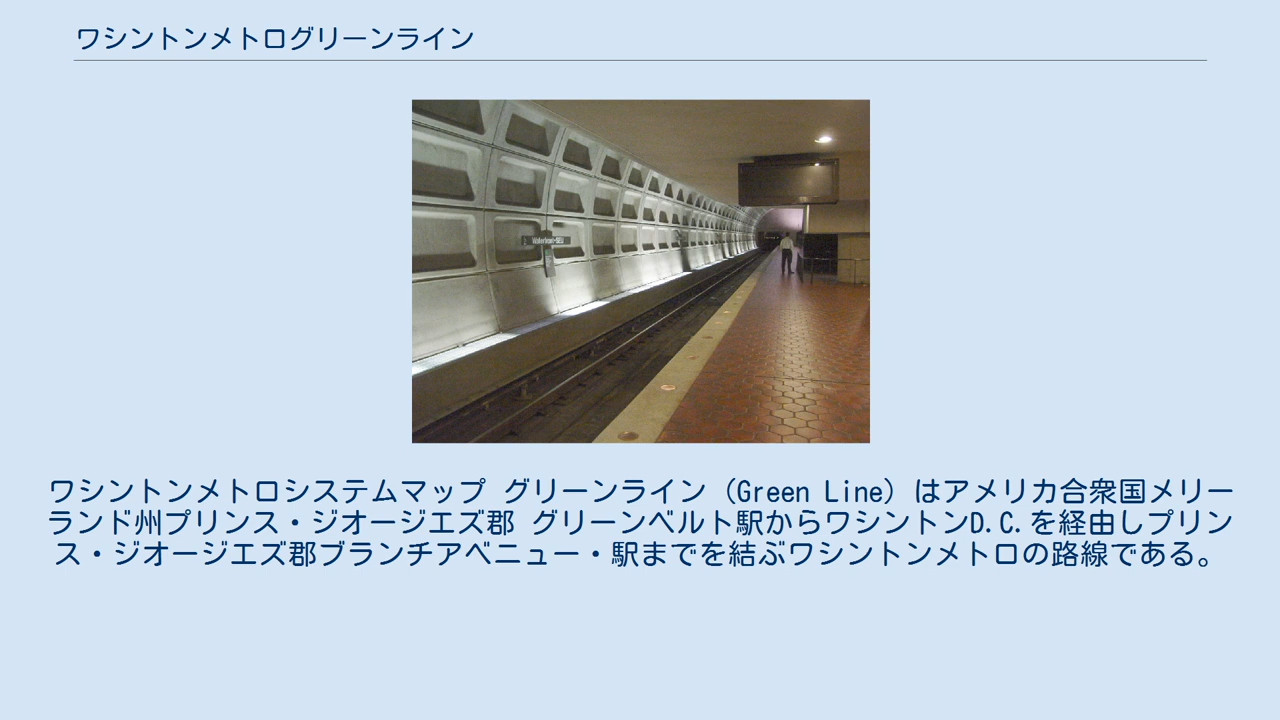 ワシントンメトログリーンライン
Waterfront-SEU
ワシントンメトロシステムマップ グリーンライン（Green Line）はアメリカ合衆国メリー
ランド州プリンス・ジオージエズ郡 グリーンベルト駅からワシントンD.C.を経由しプリン
ス・ジオージエズ郡ブランチアベニュー・駅までを結ぶワシントンメトロの路線である。